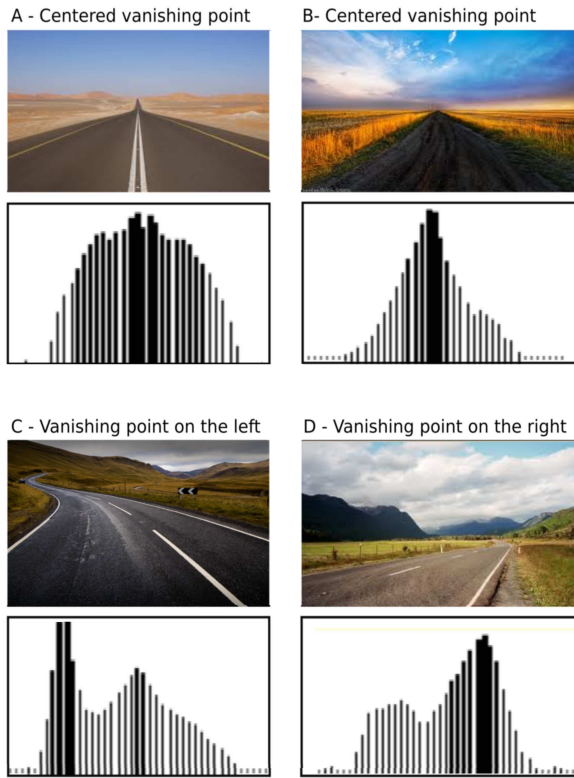 A - Centered vanishing point
B- Centered vanishing point
C - Vanishing point on the left
D - Vanishing point on the right